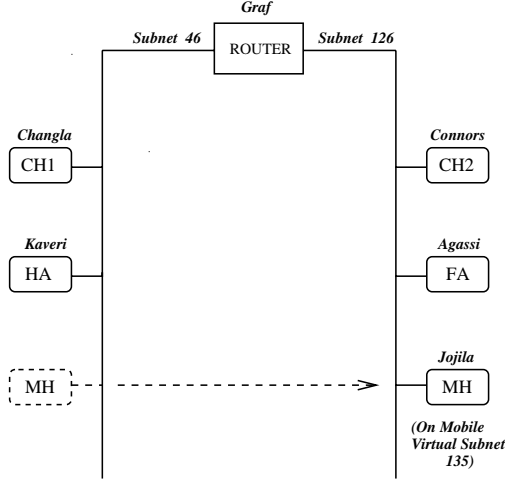 Graf
Subnet 46
ROUTER
Subnet 126
Changla
CH1
Connors
CH2
Kaveri
HA
Agassi
FA
MH
Jojila
MH
(On Mobile
Virtual Subnet
135)